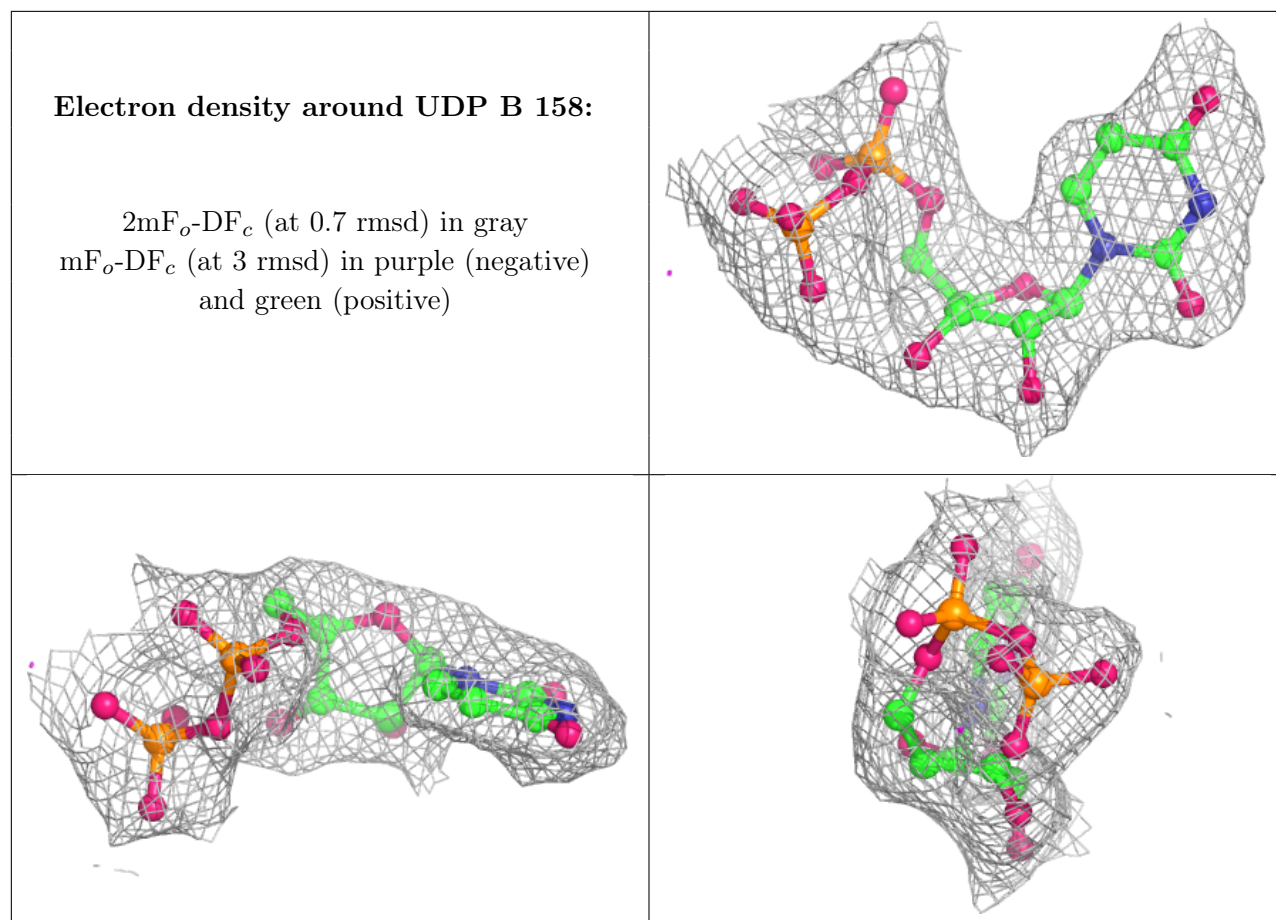 Electron density around UDP B 158:
2mFo-DFc (at 0.7 rmsd) in gray
mFo-DFc (at 3 rmsd) in purple (negative)
and green (positive)